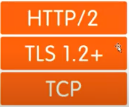 HTTP/2
TLS 1.2+
TCP